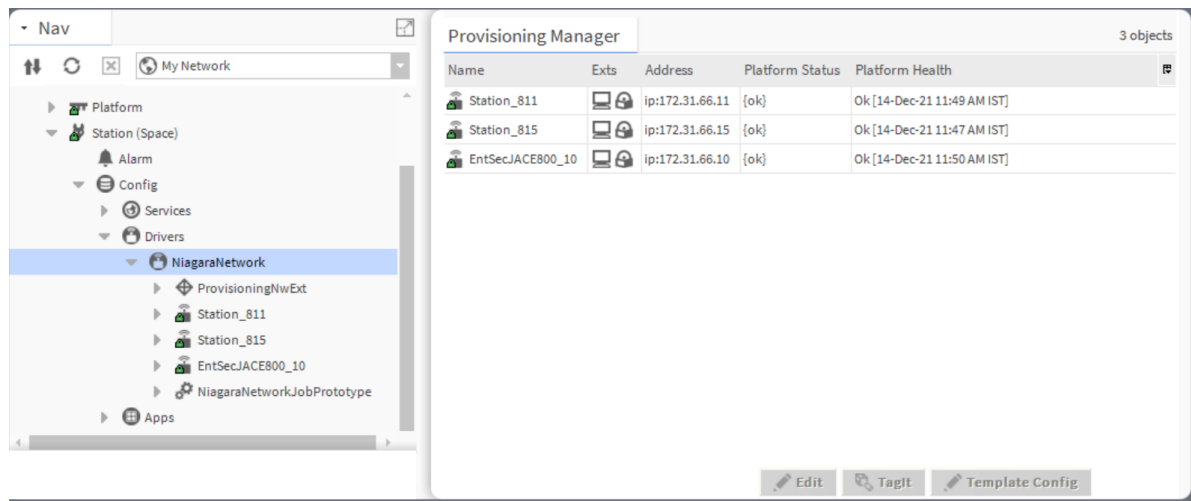 Nav
My Network
Platform
Station (Space)
Alarm
Config
Services
Drivers
NiagaraNetwork
ProvisioningNwExt
Station_811
Station_815
EntSecJACE800_10
NiagaraNetworkJobPrototype
Apps
Provisioning Manager 3 objects
Name Exts Address Platform Status Platform Health
Station_811 ip:172.31.66.11 {ok} Ok [14-Dec-21 11:49 AM IST]
Station_815 ip:172.31.66.15 {ok} Ok [14-Dec-21 11:47 AM IST]
EntSecJACE800_10 ip:172.31.66.10 {ok} Ok [14-Dec-21 11:50 AM IST]
Edit TagIt Template Config